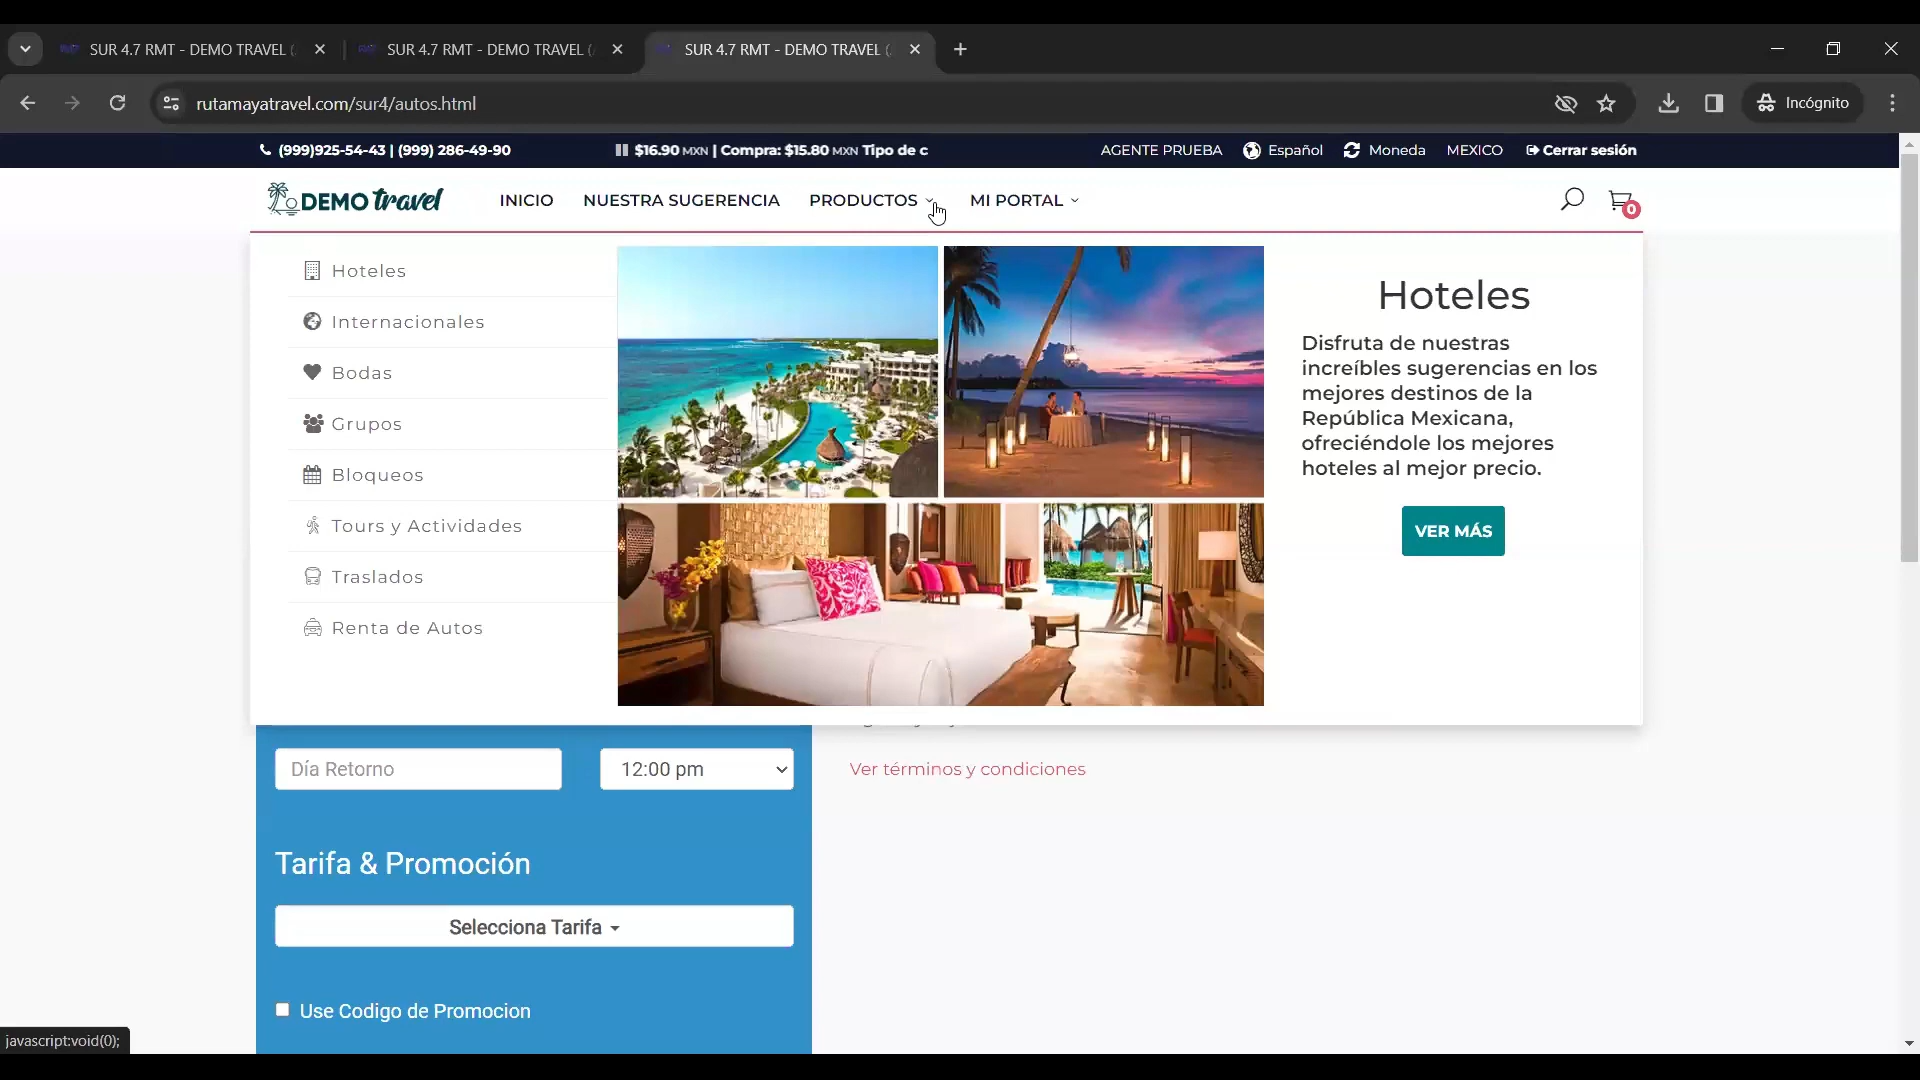 SUR 4.7 RMT - DEMO TRAVEL (
SUR 4.7 RMT - DEMO TRAVEL (
SUR 4.7 RMT - DEMO TRAVEL (
rutamayatravel.com/sur4/autos.html
Incógnito
(999)925-54-43 | (999) 286-49-90
$16.90 MXN | Compra: $15.80 MXN Tipo de c
AGENTE PRUEBA
Español
Moneda
MEXICO
Cerrar sesión
DEMO travel
INICIO
NUESTRA SUGERENCIA
PRODUCTOS
MI PORTAL
0
Hoteles
Internacionales
Bodas
Grupos
Bloqueos
Tours y Actividades
Traslados
Renta de Autos
Hoteles
Disfruta de nuestras
increíbles sugerencias en los
mejores destinos de la
República Mexicana,
ofreciéndole los mejores
hoteles al mejor precio.
VER MÁS
Día Retorno
12:00 pm
Ver términos y condiciones
Tarifa & Promoción
Selecciona Tarifa
Use Codigo de Promocion
javascript:void(0);